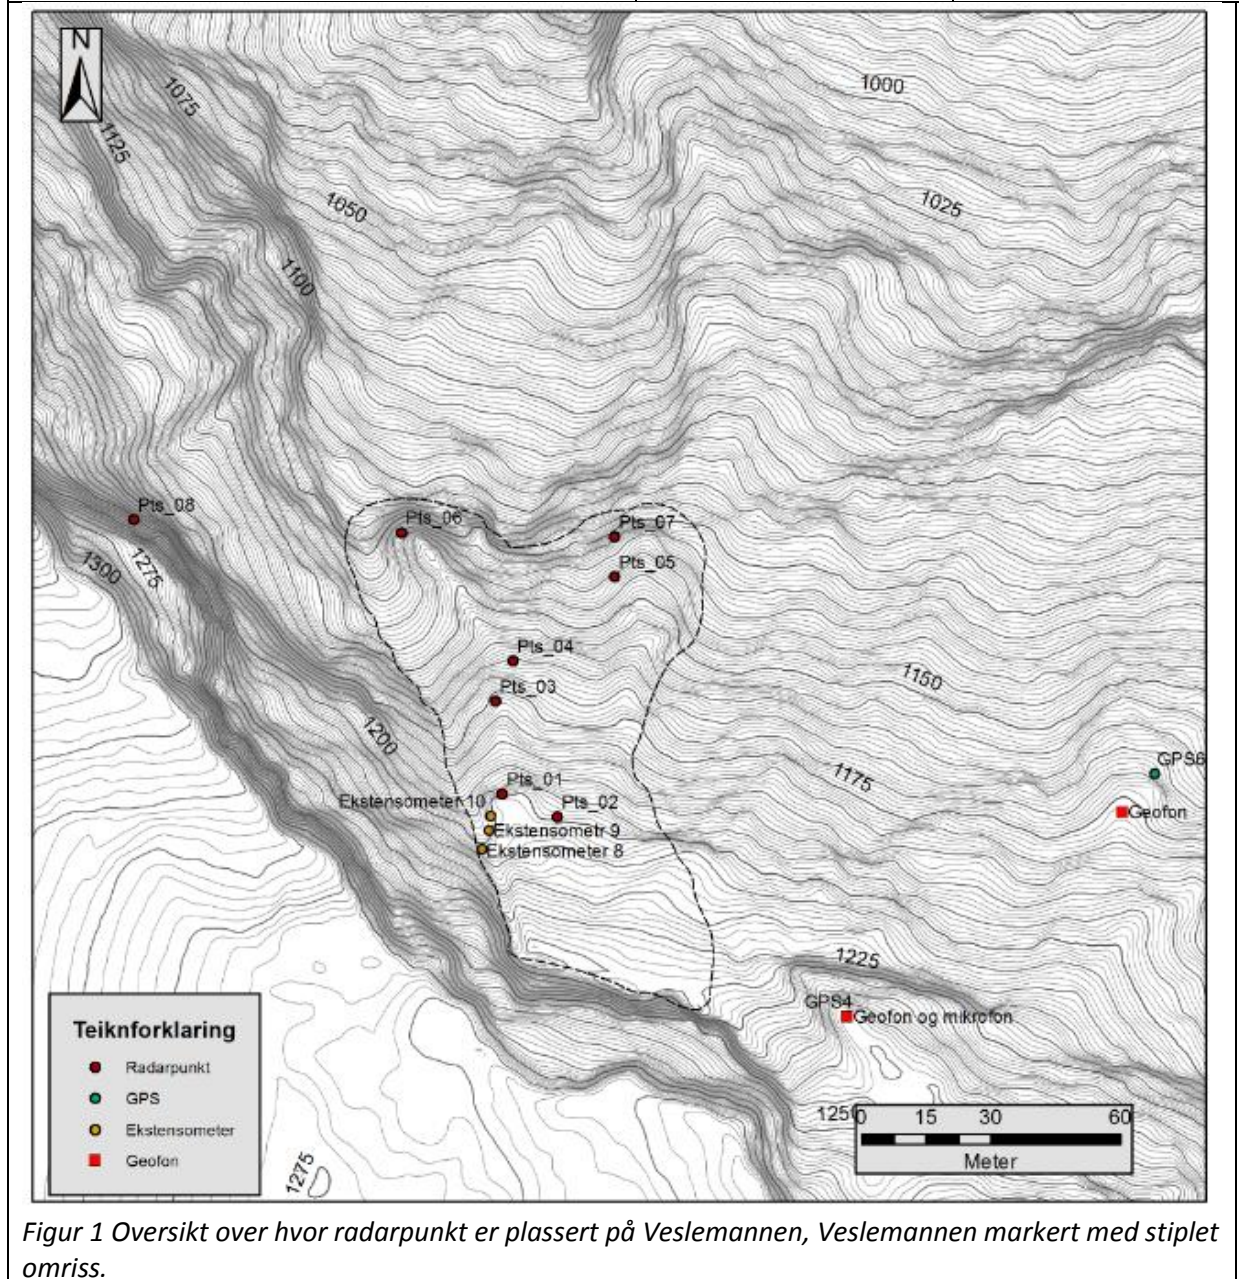 N
1000
1075
1125
1050
1025
1100
Pts_08
Pts_06
Pts_07
1300
1275
Pts_05
Pts_04
1150
Pts_03
1200
GPS6
1175
Pts_01
Ekstensometer 10
Pts_02
Geofon
Ekstensometr 9
Ekstensometer 8
1225
GPS4
Geofon og mikrofon
Teiknforklaring
Radarpunkt
GPS
Ekstensometer
Geofon
1250
0 15 30 60
Meter
1275
Figur 1 Oversikt over hvor radarpunkt er plassert på Veslemannen, Veslemannen markert med stiplet
omriss.